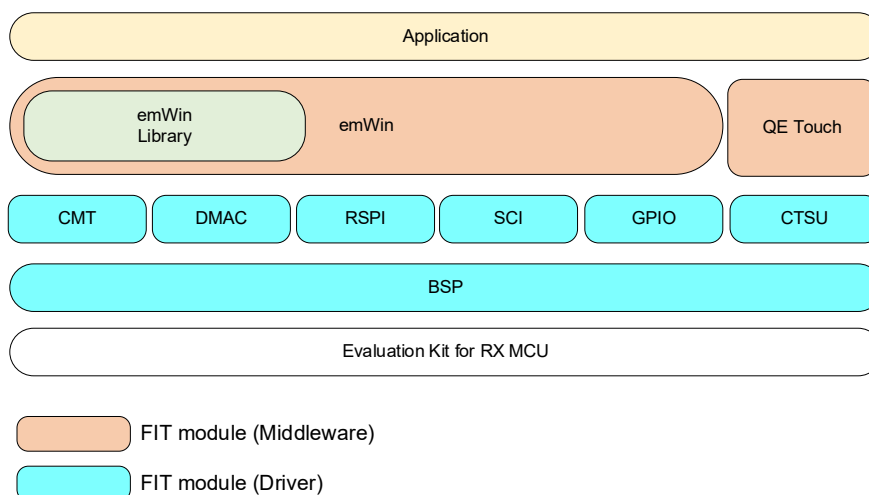 Application
emWin
Library
emWin
QE Touch
CMT
DMAC
RSPI
SCI
GPIO
CTSU
BSP
Evaluation Kit for RX MCU
FIT module (Middleware)
FIT module (Driver)